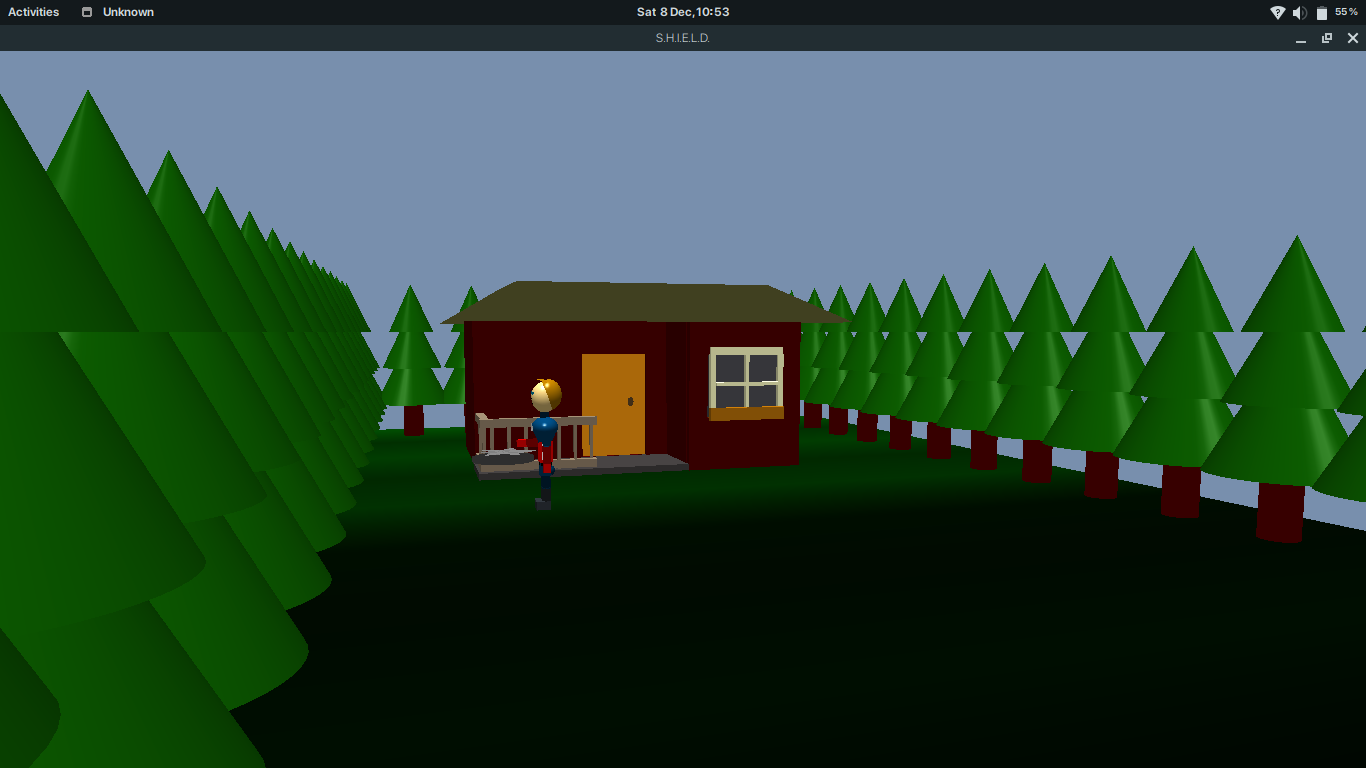 Activities Unknown Sat 8 Dec, 10:53 55 %
S.H.I.E.L.D.